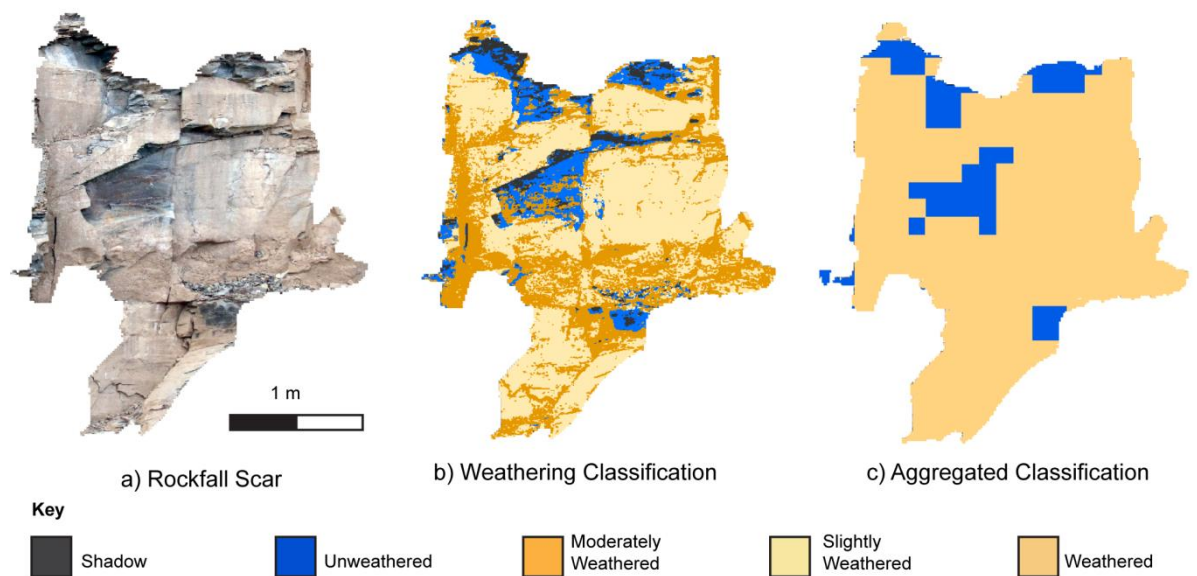 1 m
a) Rockfall Scar
b) Weathering Classification
c) Aggregated Classification
Key
Shadow
Unweathered
Moderately
Weathered
Slightly
Weathered
Weathered